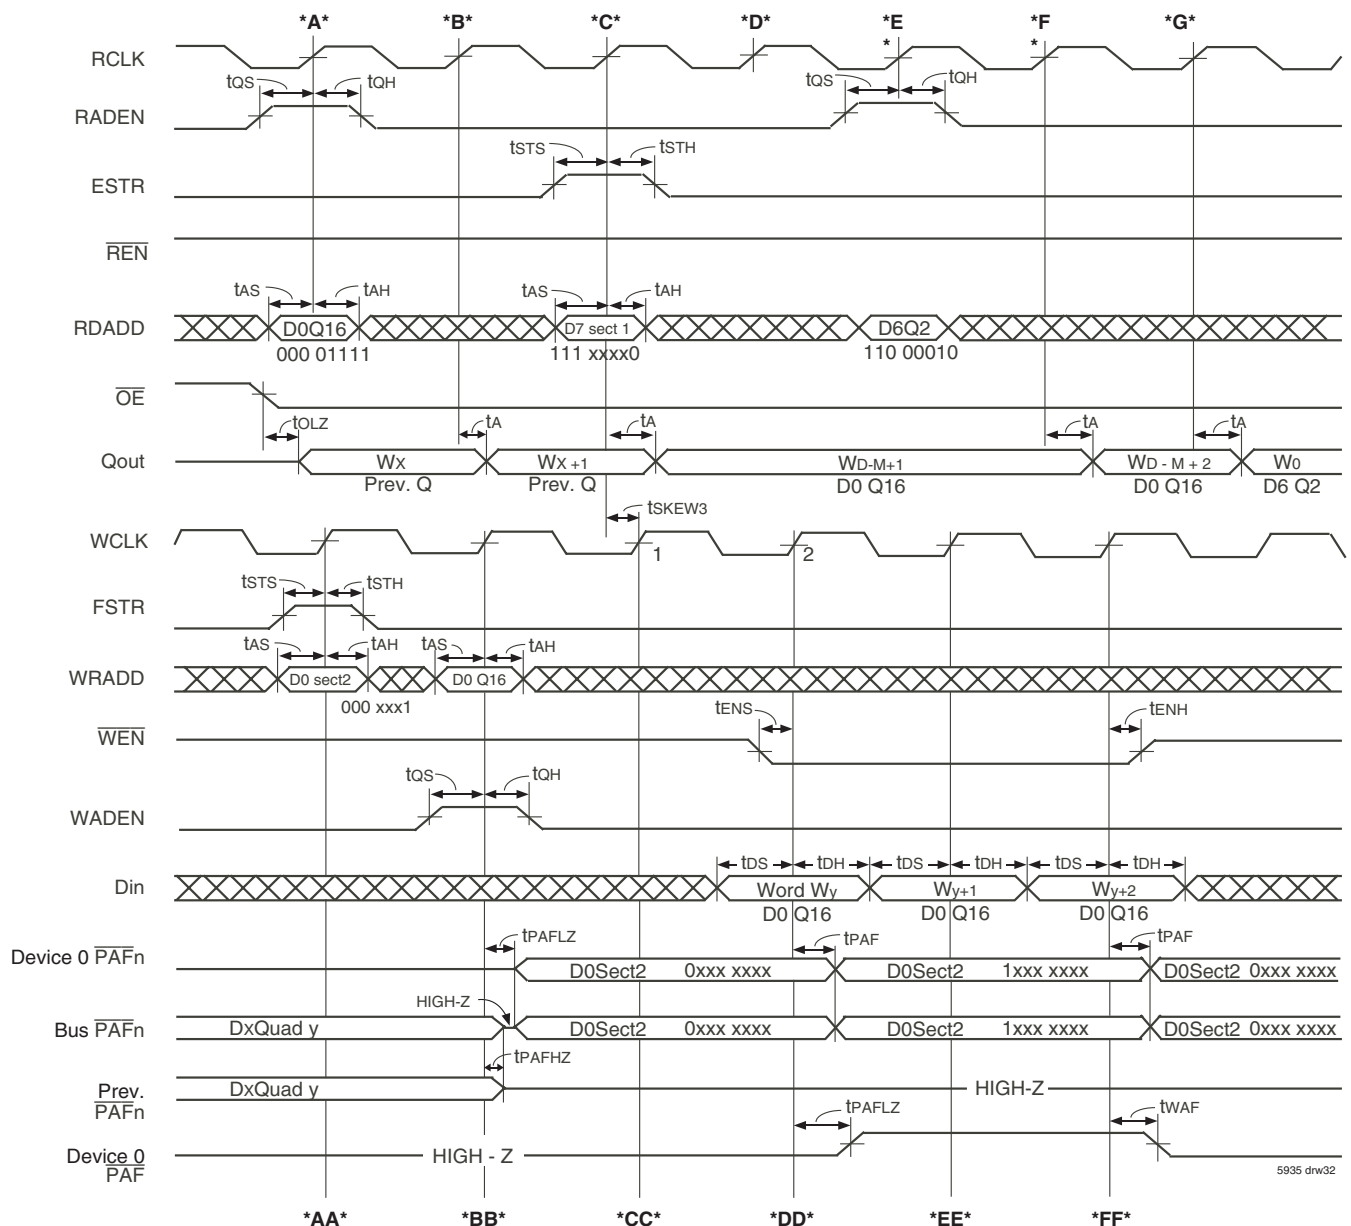 *A* *B* *C* *D* *E *F *G*
* *
RCLK
tQS tQH tQS tQH
RADEN
tSTS tSTH
ESTR
REN
tAS tAH tAS tAH
RDADD D0Q16 D7 sect 1 D6Q2
000 01111 111 xxxx0 110 00010
OE
tOLZ tA tA tA tA
Qout WX WX +1 WD-M+1 WD - M + 2 W0
Prev. Q Prev. Q D0 Q16 D0 Q16 D6 Q2
tSKEW3
WCLK 1 2
tSTS tSTH
FSTR
tAS tAH tAS tAH
WRADD D0 sect2 D0 Q16
000 xxx1
tENS tENH
WEN
tQS tQH
WADEN
tDS tDH tDS tDH tDS tDH
Din Word Wy Wy+1 Wy+2
D0 Q16 D0 Q16 D0 Q16
tPAFLZ tPAF tPAF
Device 0 PAFn D0Sect2 0xxx xxxx D0Sect2 1xxx xxxx D0Sect2 0xxx xxxx
HIGH-Z
Bus PAFn DxQuad y D0Sect2 0xxx xxxx D0Sect2 1xxx xxxx D0Sect2 0xxx xxxx
tPAFHZ
Prev. DxQuad y HIGH-Z
PAFn
tPAFLZ tWAF
Device 0 HIGH - Z
PAF
5935 drw32
*AA* *BB* *CC* *DD* *EE* *FF*